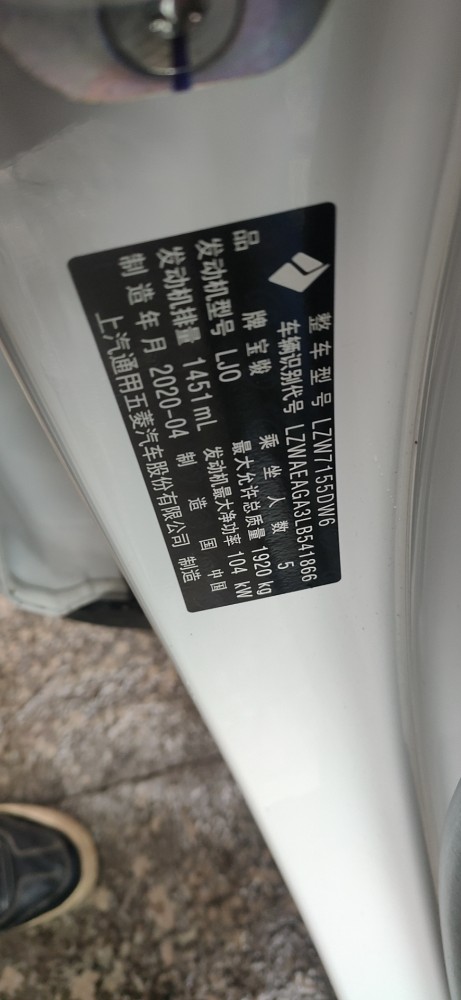 整车型号 LZW7155DW6
车辆识别代号 LZWAEAGA3LB541866
品牌 宝骏 乘坐人数 5
发动机型号 LJO 最大允许总质量 1920 kg
发动机排量 1451 mL 发动机最大净功率 104 kW
制造年月 2020-04 制造国 中国
上汽通用五菱汽车股份有限公司 制造